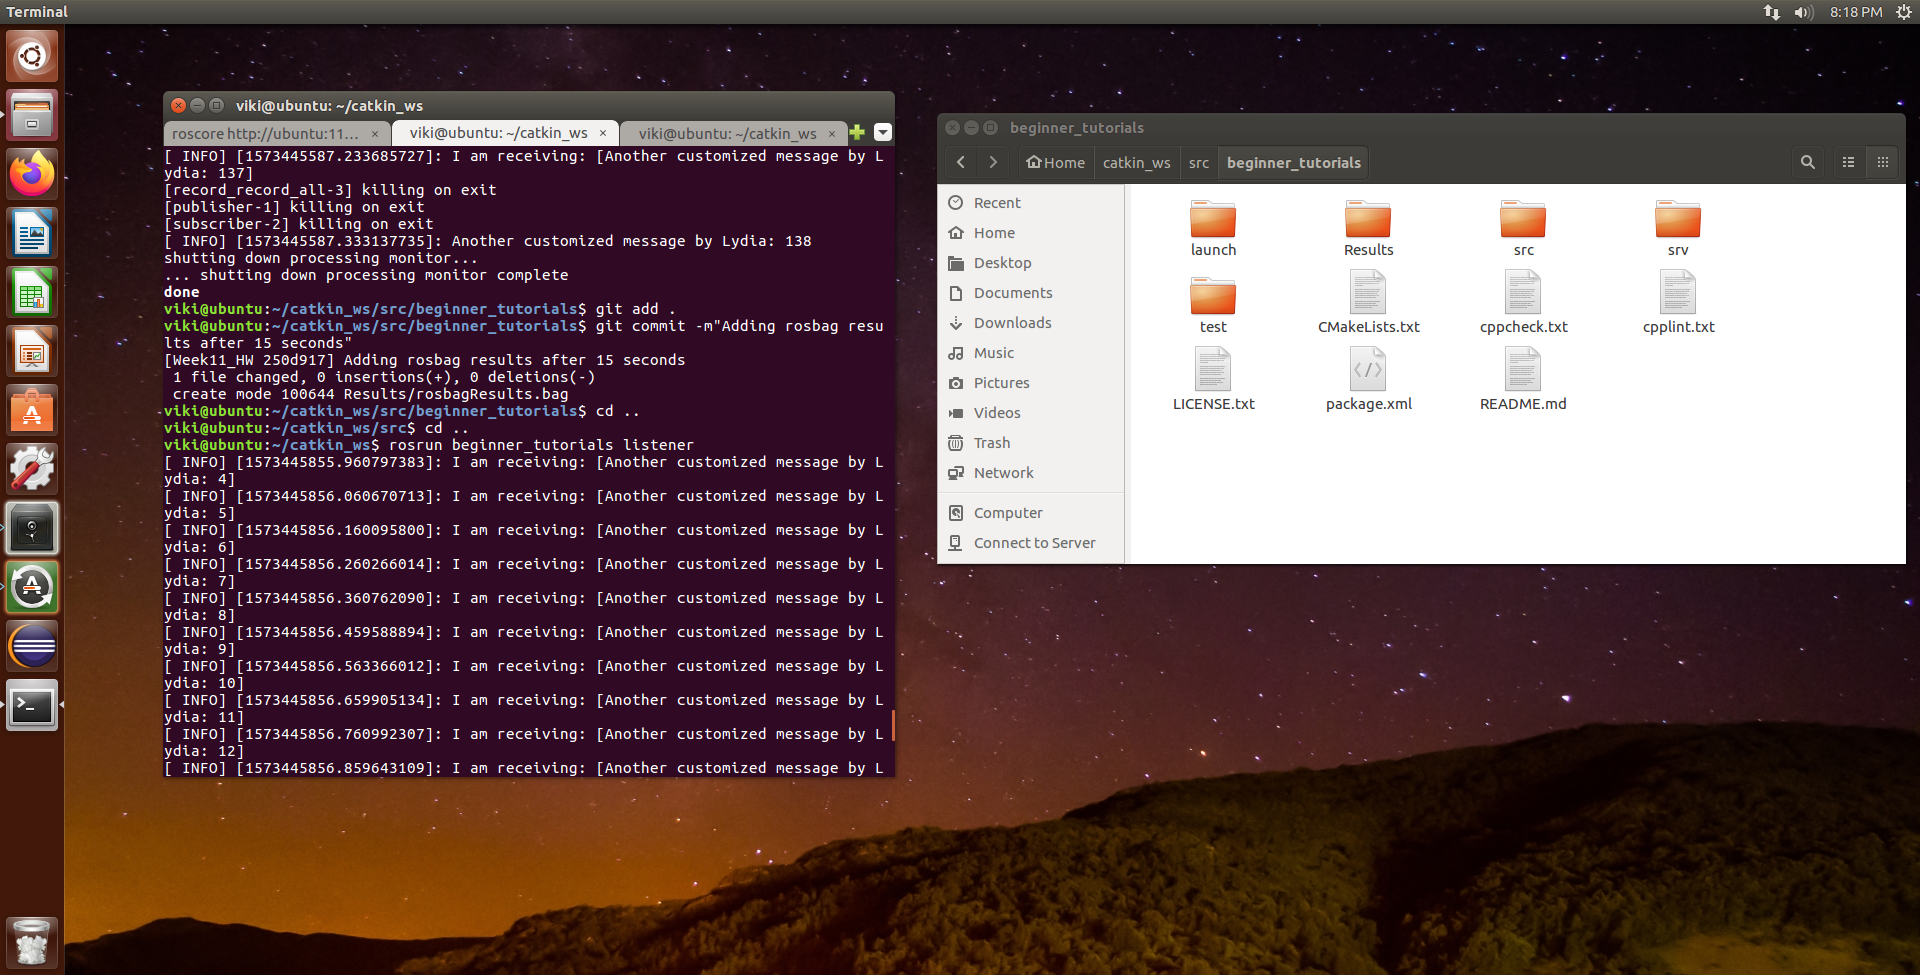 Terminal
8:18 PM
viki@ubuntu: ~/catkin_ws
roscore http://ubuntu:11... ×
viki@ubuntu: ~/catkin_ws ×
viki@ubuntu: ~/catkin_ws ×
[ INFO] [1573445587.233685727]: I am receiving: [Another customized message by L
ydia: 137]
[record_record_all-3] killing on exit
[publisher-1] killing on exit
[subscriber-2] killing on exit
[ INFO] [1573445587.333137735]: Another customized message by Lydia: 138
shutting down processing monitor...
... shutting down processing monitor complete
done
viki@ubuntu:~/catkin_ws/src/beginner_tutorials$ git add .
viki@ubuntu:~/catkin_ws/src/beginner_tutorials$ git commit -m"Adding rosbag resu
lts after 15 seconds"
[Week11_HW 250d917] Adding rosbag results after 15 seconds
 1 file changed, 0 insertions(+), 0 deletions(-)
 create mode 100644 Results/rosbagResults.bag
viki@ubuntu:~/catkin_ws/src/beginner_tutorials$ cd ..
viki@ubuntu:~/catkin_ws/src$ cd ..
viki@ubuntu:~/catkin_ws$ rosrun beginner_tutorials listener
[ INFO] [1573445855.960797383]: I am receiving: [Another customized message by L
ydia: 4]
[ INFO] [1573445856.060670713]: I am receiving: [Another customized message by L
ydia: 5]
[ INFO] [1573445856.160095800]: I am receiving: [Another customized message by L
ydia: 6]
[ INFO] [1573445856.260266014]: I am receiving: [Another customized message by L
ydia: 7]
[ INFO] [1573445856.360762090]: I am receiving: [Another customized message by L
ydia: 8]
[ INFO] [1573445856.459588894]: I am receiving: [Another customized message by L
ydia: 9]
[ INFO] [1573445856.563366012]: I am receiving: [Another customized message by L
ydia: 10]
[ INFO] [1573445856.659905134]: I am receiving: [Another customized message by L
ydia: 11]
[ INFO] [1573445856.760992307]: I am receiving: [Another customized message by L
ydia: 12]
[ INFO] [1573445856.859643109]: I am receiving: [Another customized message by L
beginner_tutorials
Home
catkin_ws
src
beginner_tutorials
Recent
Home
Desktop
Documents
Downloads
Music
Pictures
Videos
Trash
Network
Computer
Connect to Server
launch
Results
src
srv
test
CMakeLists.txt
cppcheck.txt
cpplint.txt
LICENSE.txt
package.xml
README.md